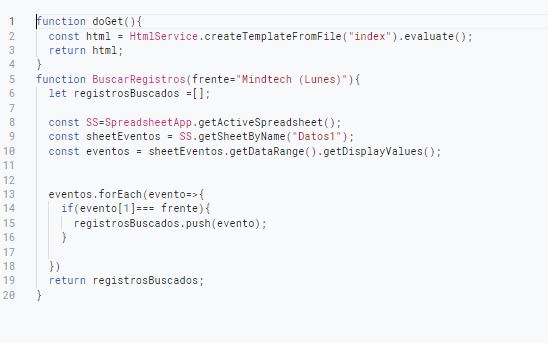 1 function doGet(){
2 const html = HtmlService.createTemplateFromFile("index").evaluate();
3 return html;
4 }
5 function BuscarRegistros(frente="Mindtech (Lunes)"){
6 let registrosBuscados =[];
7
8 const SS=SpreadsheetApp.getActiveSpreadsheet();
9 const sheetEventos = SS.getSheetByName("Datos1");
10 const eventos = sheetEventos.getDataRange().getDisplayValues();
11
12
13 eventos.forEach(evento=>{
14 if(evento[1]=== frente){
15 registrosBuscados.push(evento);
16 }
17
18 })
19 return registrosBuscados;
20 }